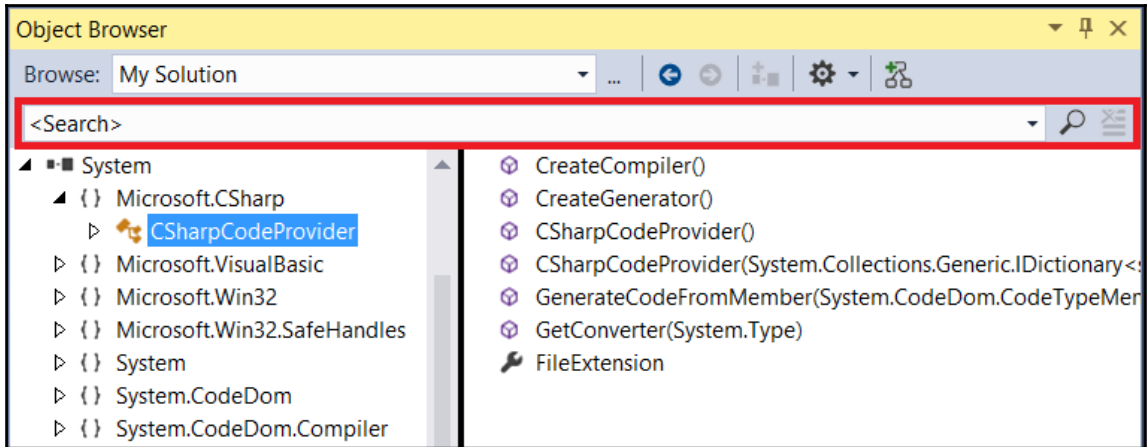 Object Browser
Browse: My Solution ...
<Search>
System
Microsoft.CSharp
CSharpCodeProvider
Microsoft.VisualBasic
Microsoft.Win32
Microsoft.Win32.SafeHandles
System
System.CodeDom
System.CodeDom.Compiler
CreateCompiler()
CreateGenerator()
CSharpCodeProvider()
CSharpCodeProvider(System.Collections.Generic.IDictionary<
GenerateCodeFromMember(System.CodeDom.CodeTypeMer
GetConverter(System.Type)
FileExtension